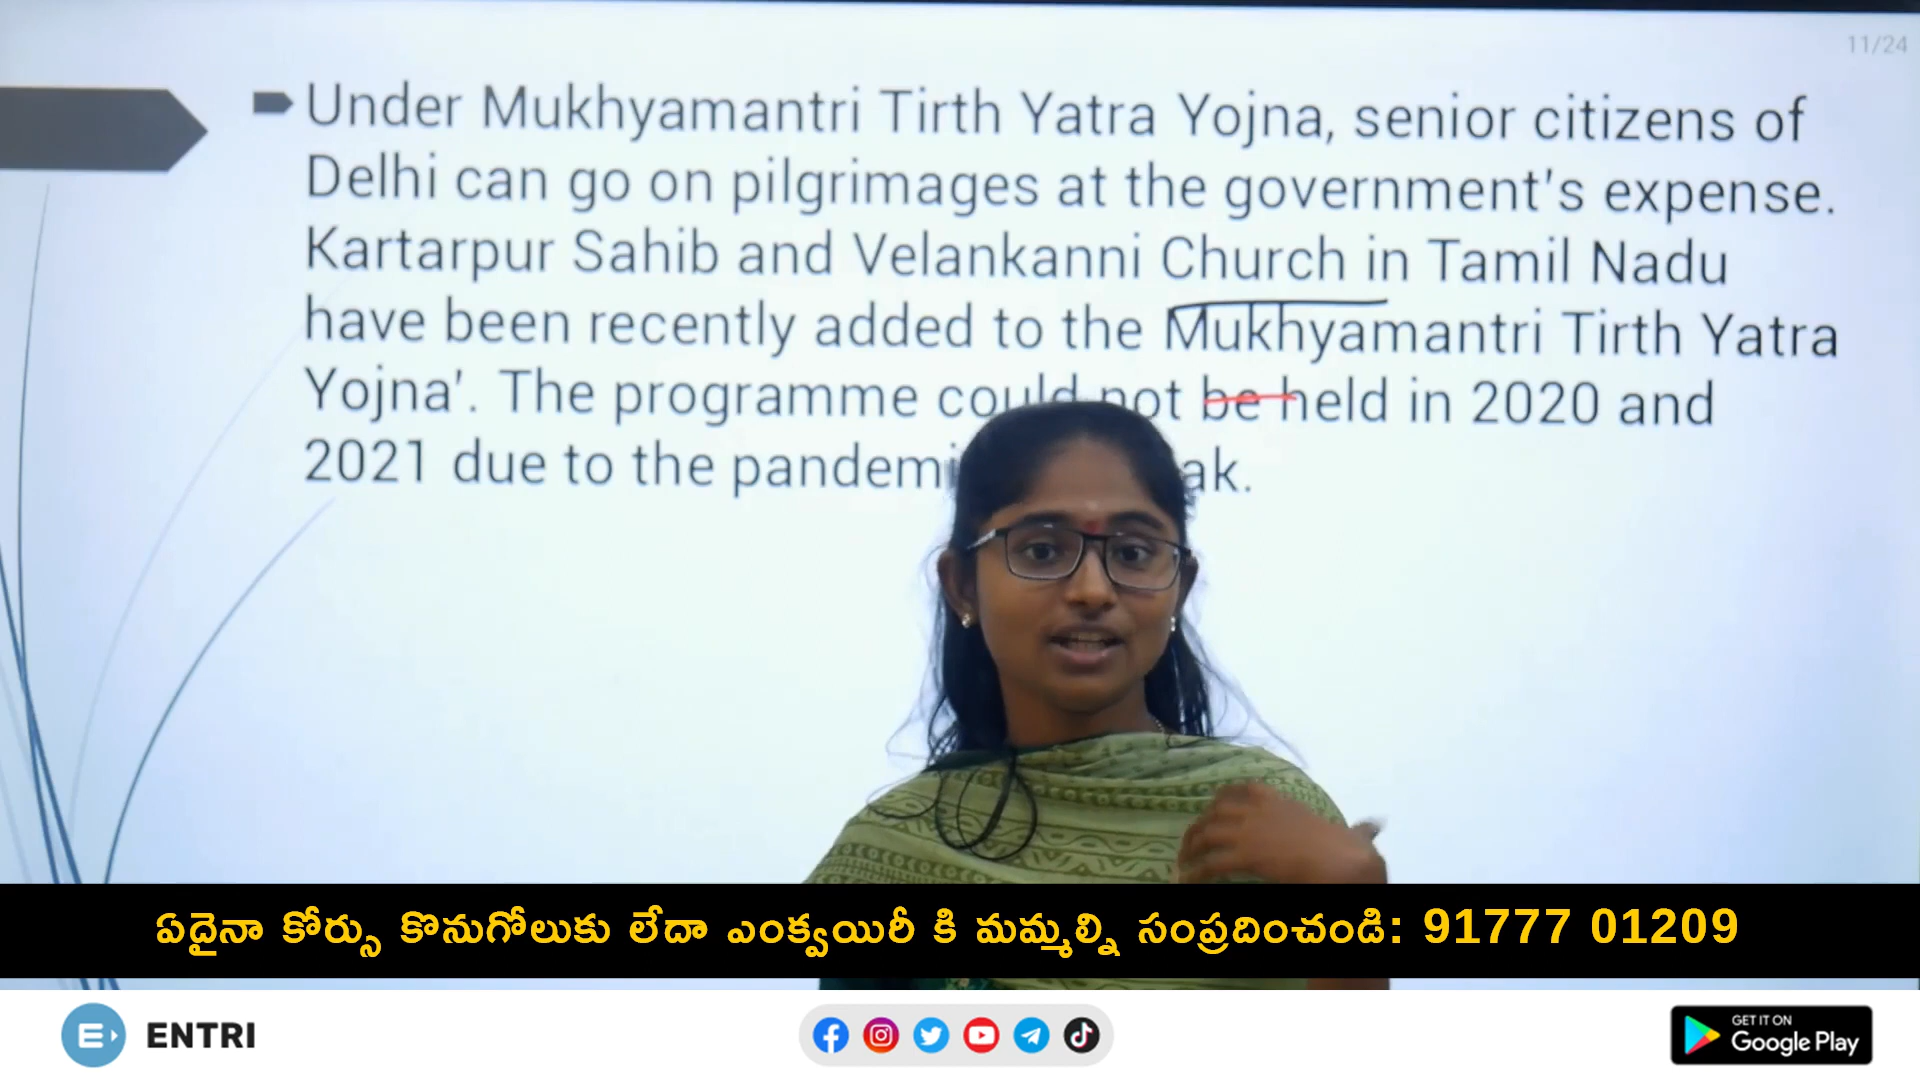 11/24
Under Mukhyamantri Tirth Yatra Yojna, senior citizens of
Delhi can go on pilgrimages at the government's expense.
Kartarpur Sahib and Velankanni Church in Tamil Nadu
have been recently added to the Mukhyamantri Tirth Yatra
Yojna'. The programme could not be held in 2020 and
2021 due to the
ఏదైనా కోర్సు కొనుగోలుకు లేదా ఎంక్వయిరీ కి మమ్మల్ని సంప్రదించండి: 91777 01209
ENTRI
GET IT ON
Google Play